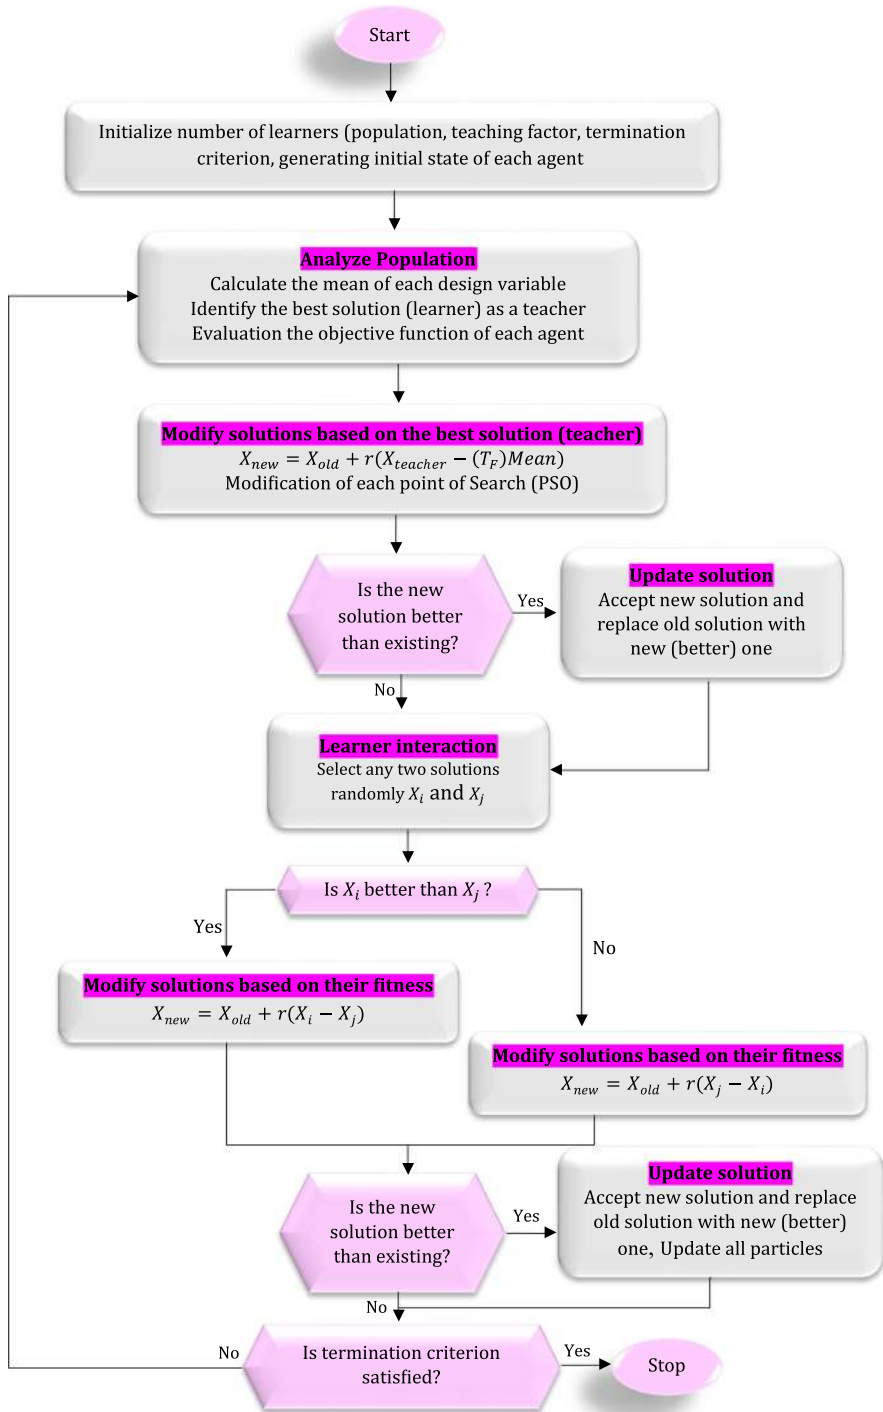 Start
Initialize number of learners (population, teaching factor, termination
criterion, generating initial state of each agent
Analyze Population
Calculate the mean of each design variable
Identify the best solution (learner) as a teacher
Evaluation the objective function of each agent
Modify solutions based on the best solution (teacher)
X_new = X_old + r(X_teacher − (T_F)Mean)
Modification of each point of Search (PSO)
Is the new
solution better
than existing?
Yes
Update solution
Accept new solution and
replace old solution with
new (better) one
No
Learner interaction
Select any two solutions
randomly X_i and X_j
Is X_i better than X_j ?
Yes
No
Modify solutions based on their fitness
X_new = X_old + r(X_i − X_j)
Modify solutions based on their fitness
X_new = X_old + r(X_j − X_i)
Is the new
solution better
than existing?
Yes
Update solution
Accept new solution and replace
old solution with new (better)
one, Update all particles
No
Is termination criterion
satisfied?
No
Yes
Stop